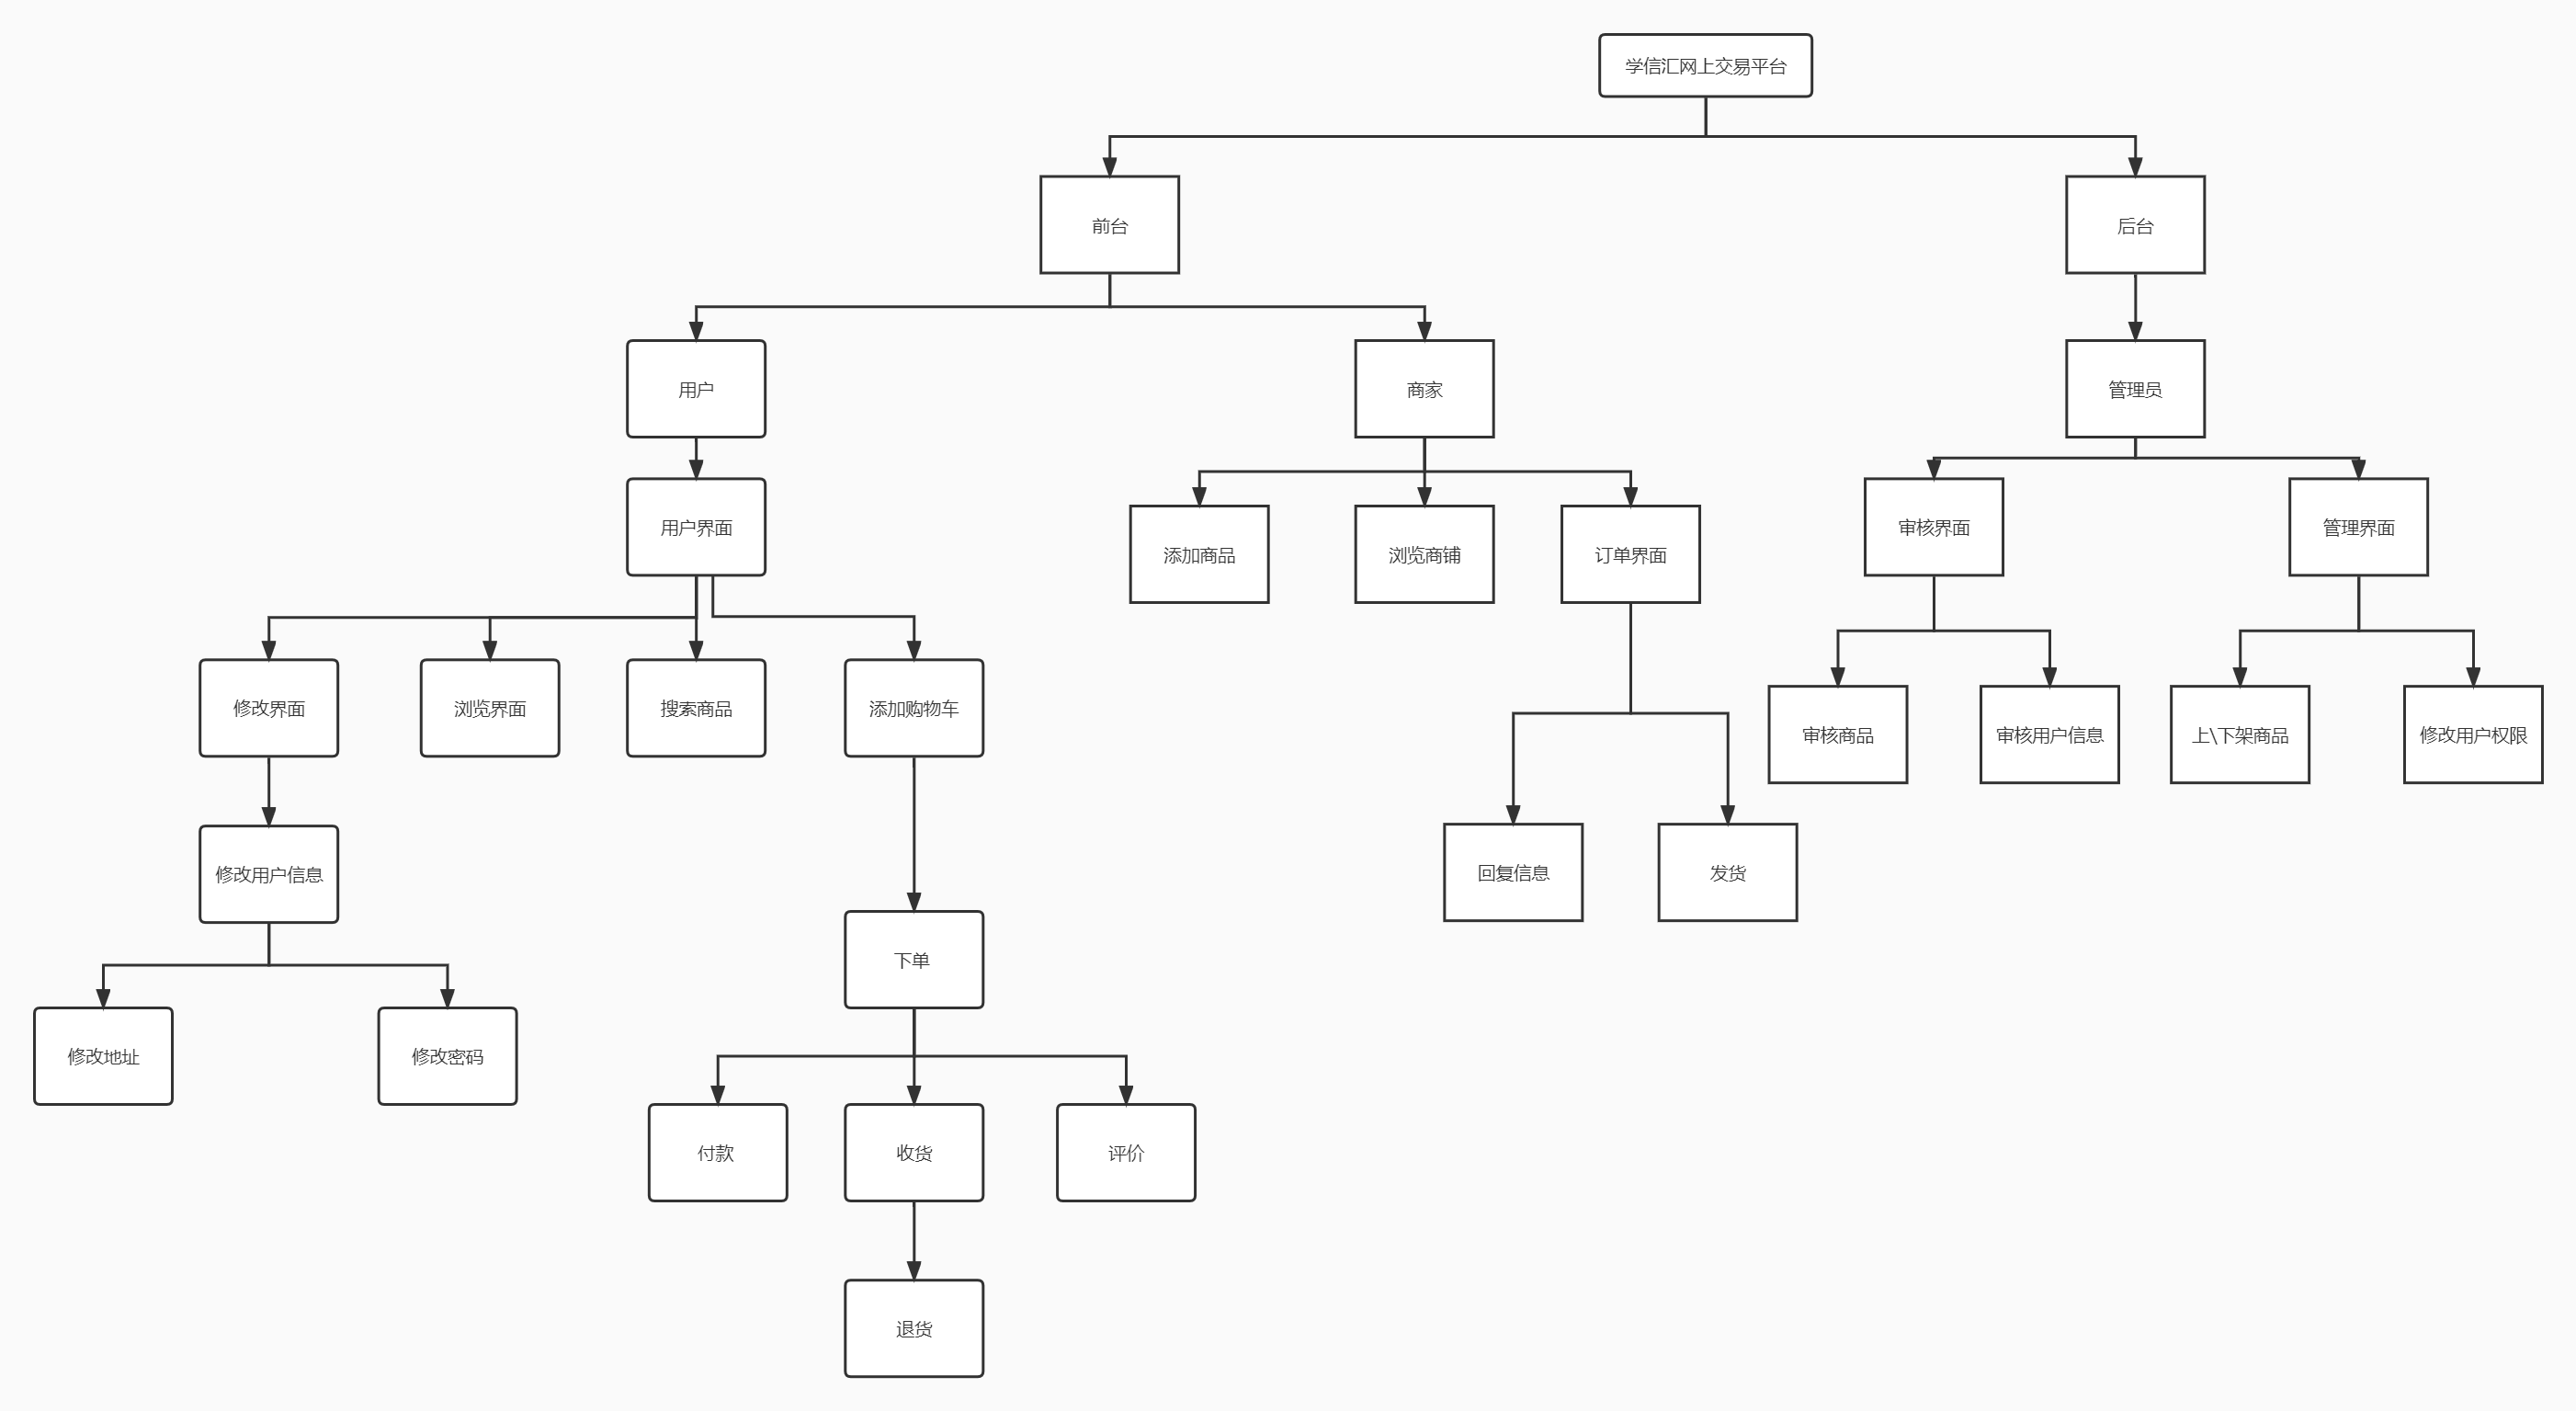 学信汇网上交易平台
前台
后台
用户
商家
管理员
用户界面
审核界面
管理界面
添加商品
浏览商铺
订单界面
修改界面
浏览界面
搜索商品
添加购物车
审核商品
审核用户信息
上\下架商品
修改用户权限
修改用户信息
回复信息
发货
下单
修改地址
修改密码
付款
收货
评价
退货